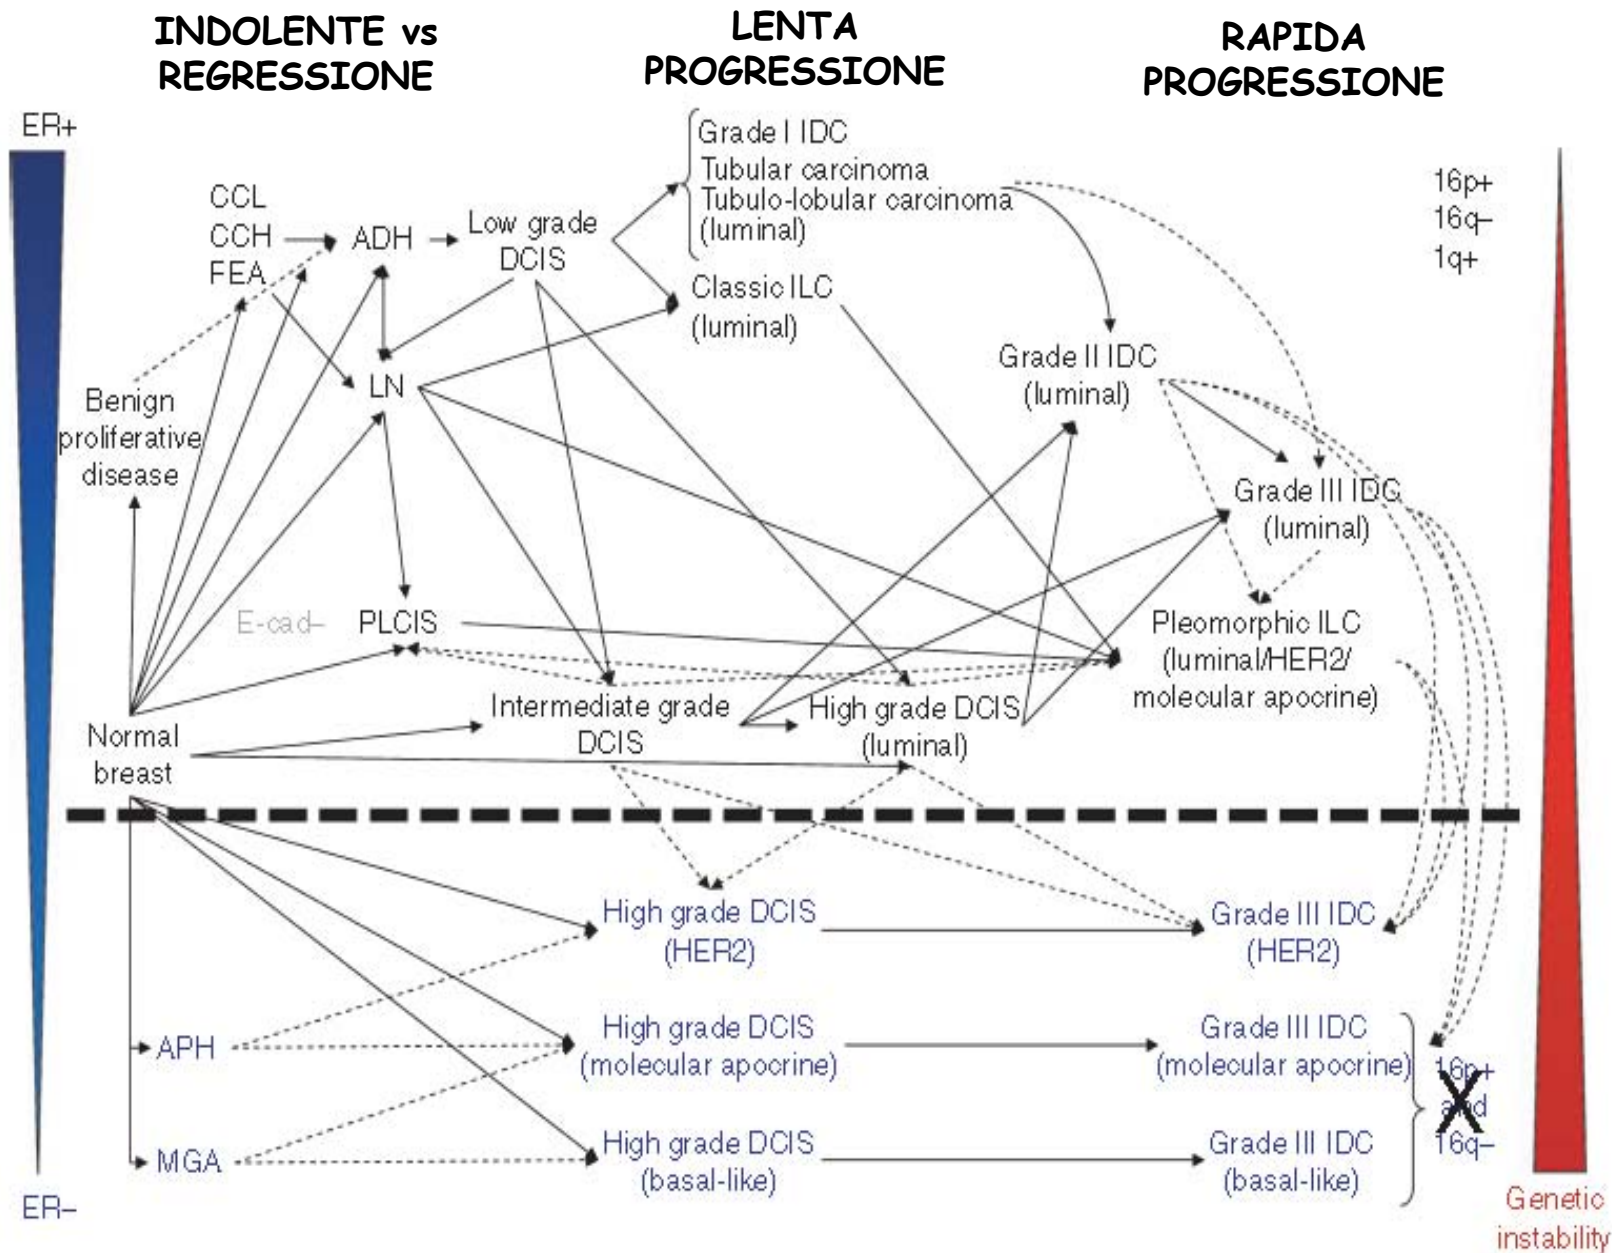 INDOLENTE vs
REGRESSIONE
LENTA
PROGRESSIONE
RAPIDA
PROGRESSIONE
ER+
CCL
CCH
FEA
ADH
Low grade
DCIS
Grade I IDC
Tubular carcinoma
Tubulo-lobular carcinoma
(luminal)
Classic ILC
(luminal)
16p+
16q–
1q+
Benign
proliferative
disease
LN
Grade II IDC
(luminal)
Grade III IDC
(luminal)
E-cad–
PLCIS
Pleomorphic ILC
(luminal/HER2/
molecular apocrine)
Normal
breast
Intermediate grade
DCIS
High grade DCIS
(luminal)
High grade DCIS
(HER2)
Grade III IDC
(HER2)
APH
High grade DCIS
(molecular apocrine)
Grade III IDC
(molecular apocrine)
16p+
and
16q–
MGA
High grade DCIS
(basal-like)
Grade III IDC
(basal-like)
ER–
Genetic
instability